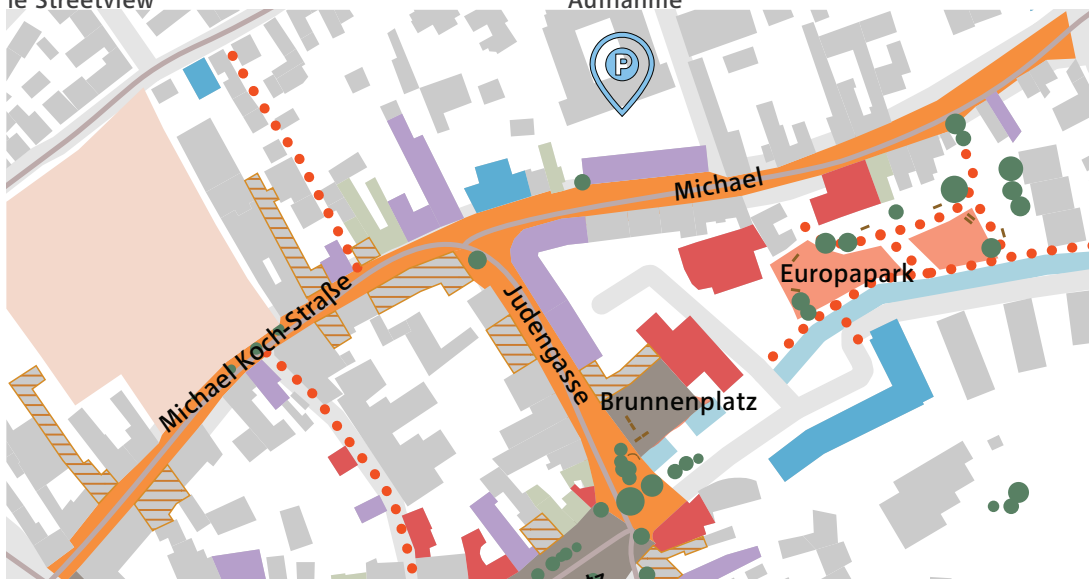 le Streetview
Aufnahme
P
Michael
Europapark
Michael Koch-Straße
Judengasse
Brunnenplatz